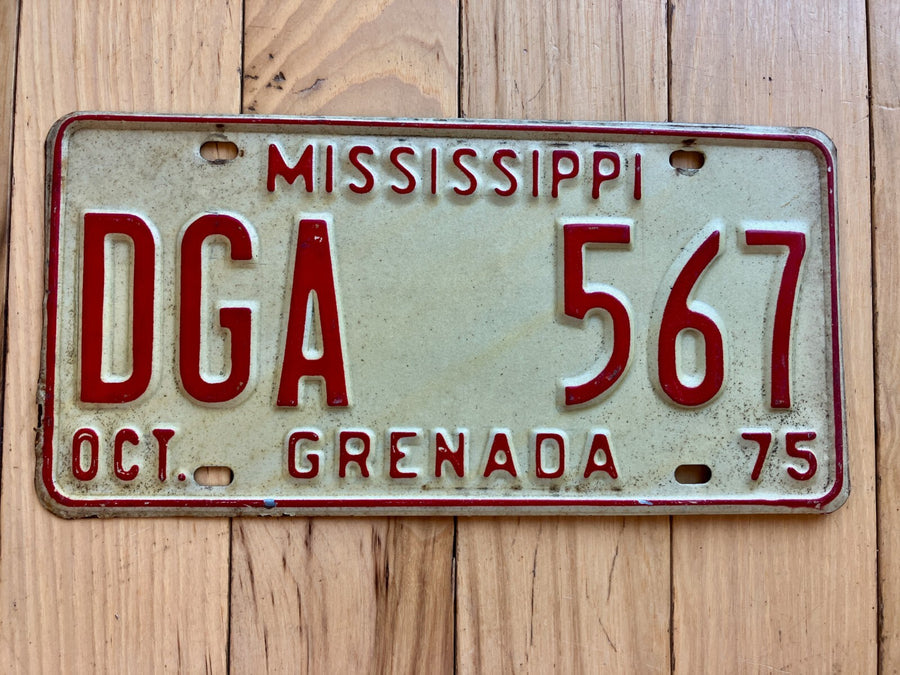 MISSISSIPPI
DGA 567
OCT. GRENADA 75